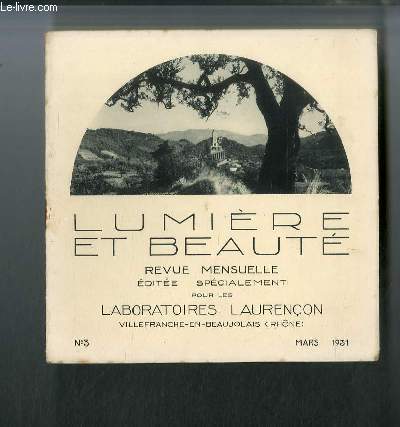 Le-livre.com
LUMIÈRE
ET BEAUTÉ
REVUE MENSUELLE
ÉDITÉE SPÉCIALEMENT
POUR LES
LABORATOIRES LAURENÇON
VILLEFRANCHE-EN-BEAUJOLAIS (RHÔNE)
N°3 MARS 1931